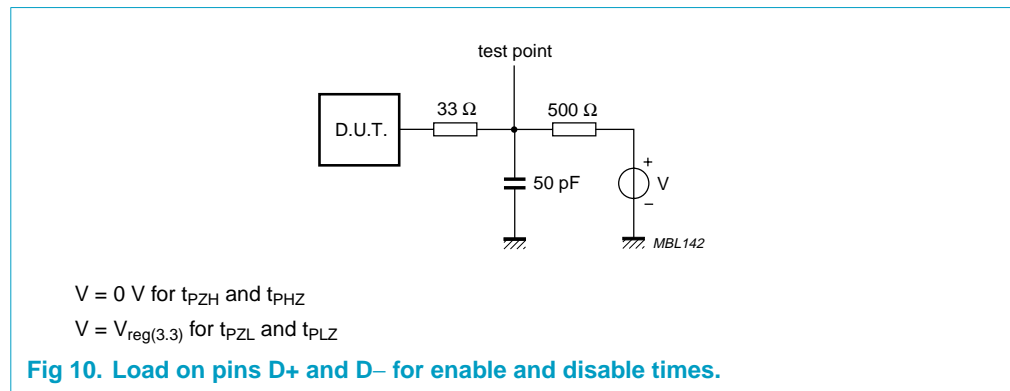 test point
33 Ω
500 Ω
D.U.T.
+
50 pF
V
−
MBL142
V = 0 V for tPZH and tPHZ
V = Vreg(3.3) for tPZL and tPLZ
Fig 10. Load on pins D+ and D− for enable and disable times.